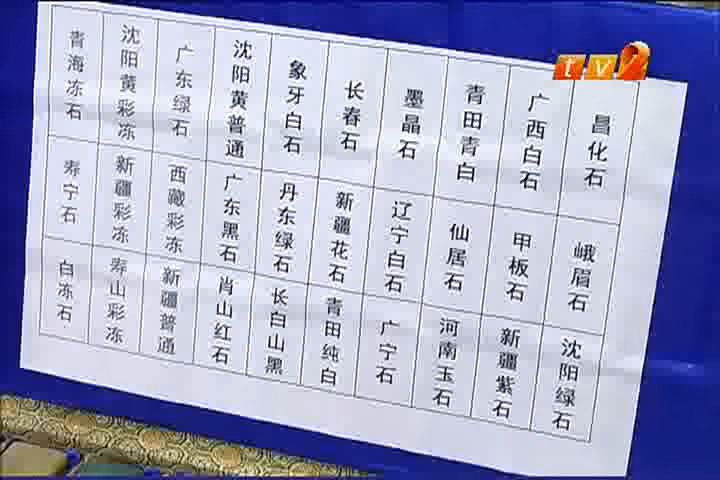 tv
青海冻石
沈阳黄彩冻
广东绿石
沈阳黄普通
象牙白石
长春石
墨晶石
青田青白
广西白石
昌化石
寿宁石
新疆彩冻
西藏彩冻
广东黑石
丹东绿石
新疆花石
辽宁白石
仙居石
甲板石
峨眉石
白冻石
寿山彩冻
新疆普通
肖山红石
长白山黑
青田纯白
广宁石
河南玉石
新疆紫石
沈阳绿石